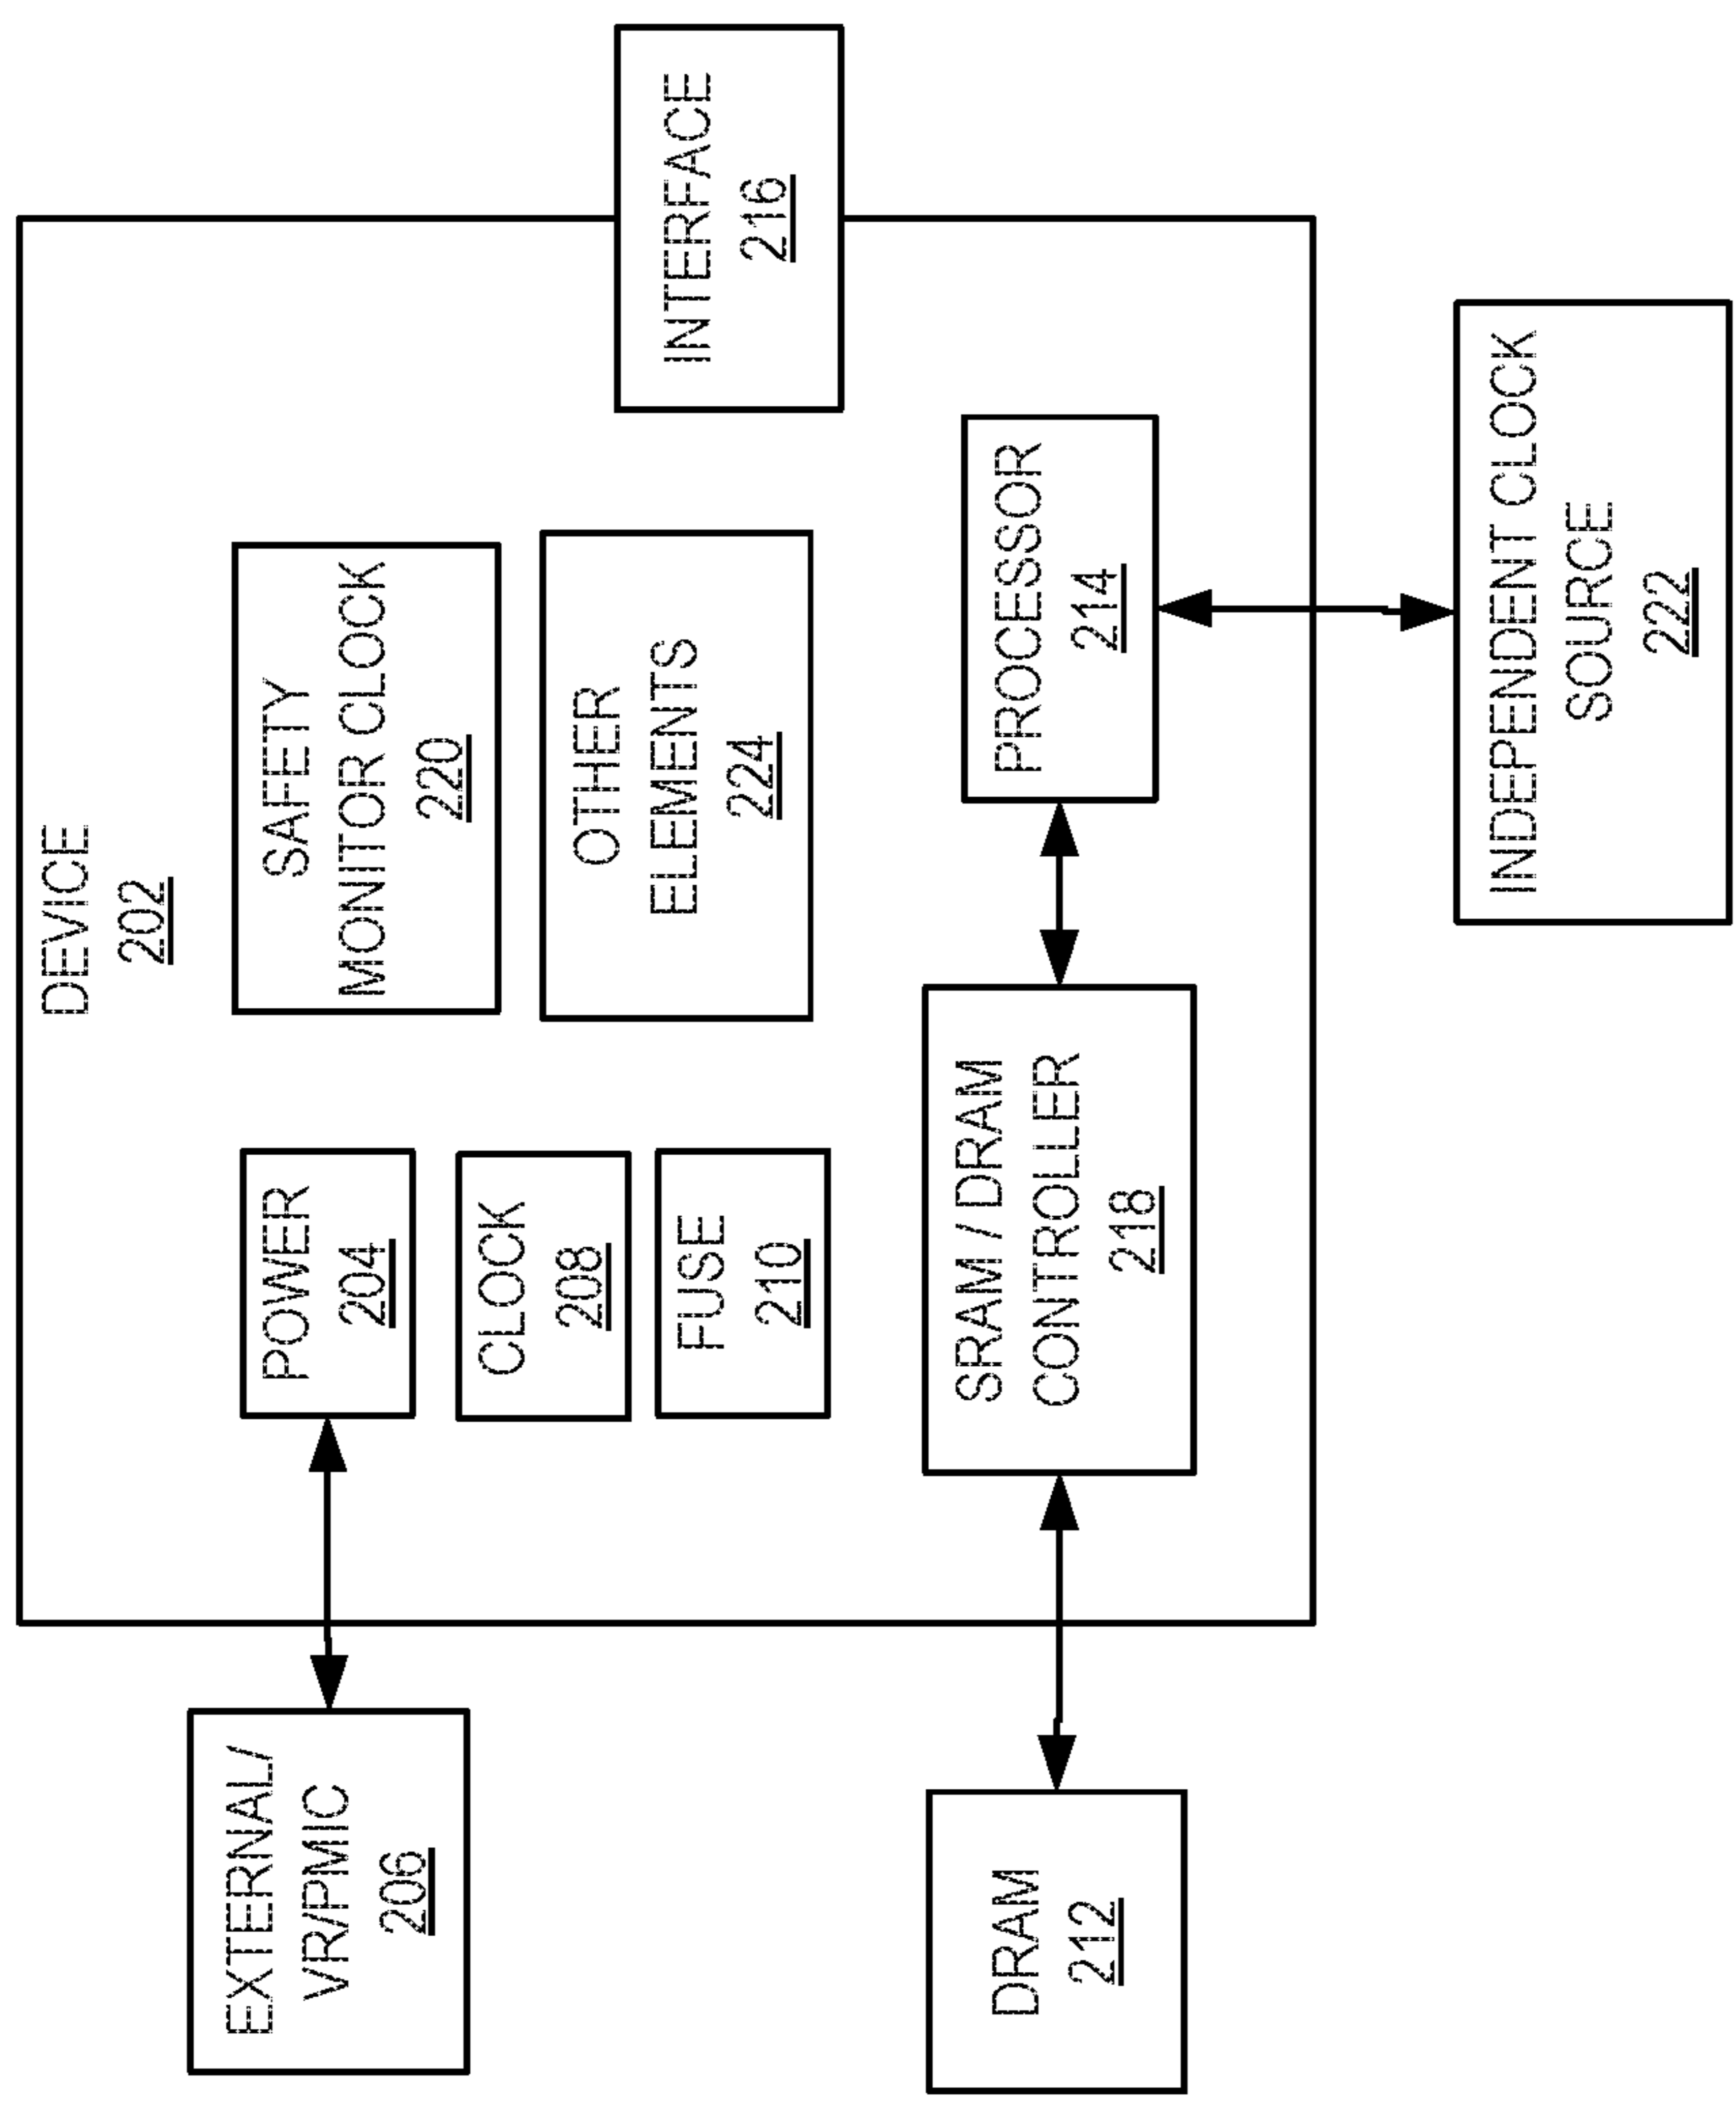 DEVICE
202
EXTERNAL/
VR/PMIC
206
POWER
204
SAFETY
MONITOR CLOCK
220
CLOCK
208
FUSE
210
OTHER
ELEMENTS
224
INTERFACE
216
DRAM
212
SRAM / DRAM
CONTROLLER
218
PROCESSOR
214
INDEPENDENT CLOCK
SOURCE
222